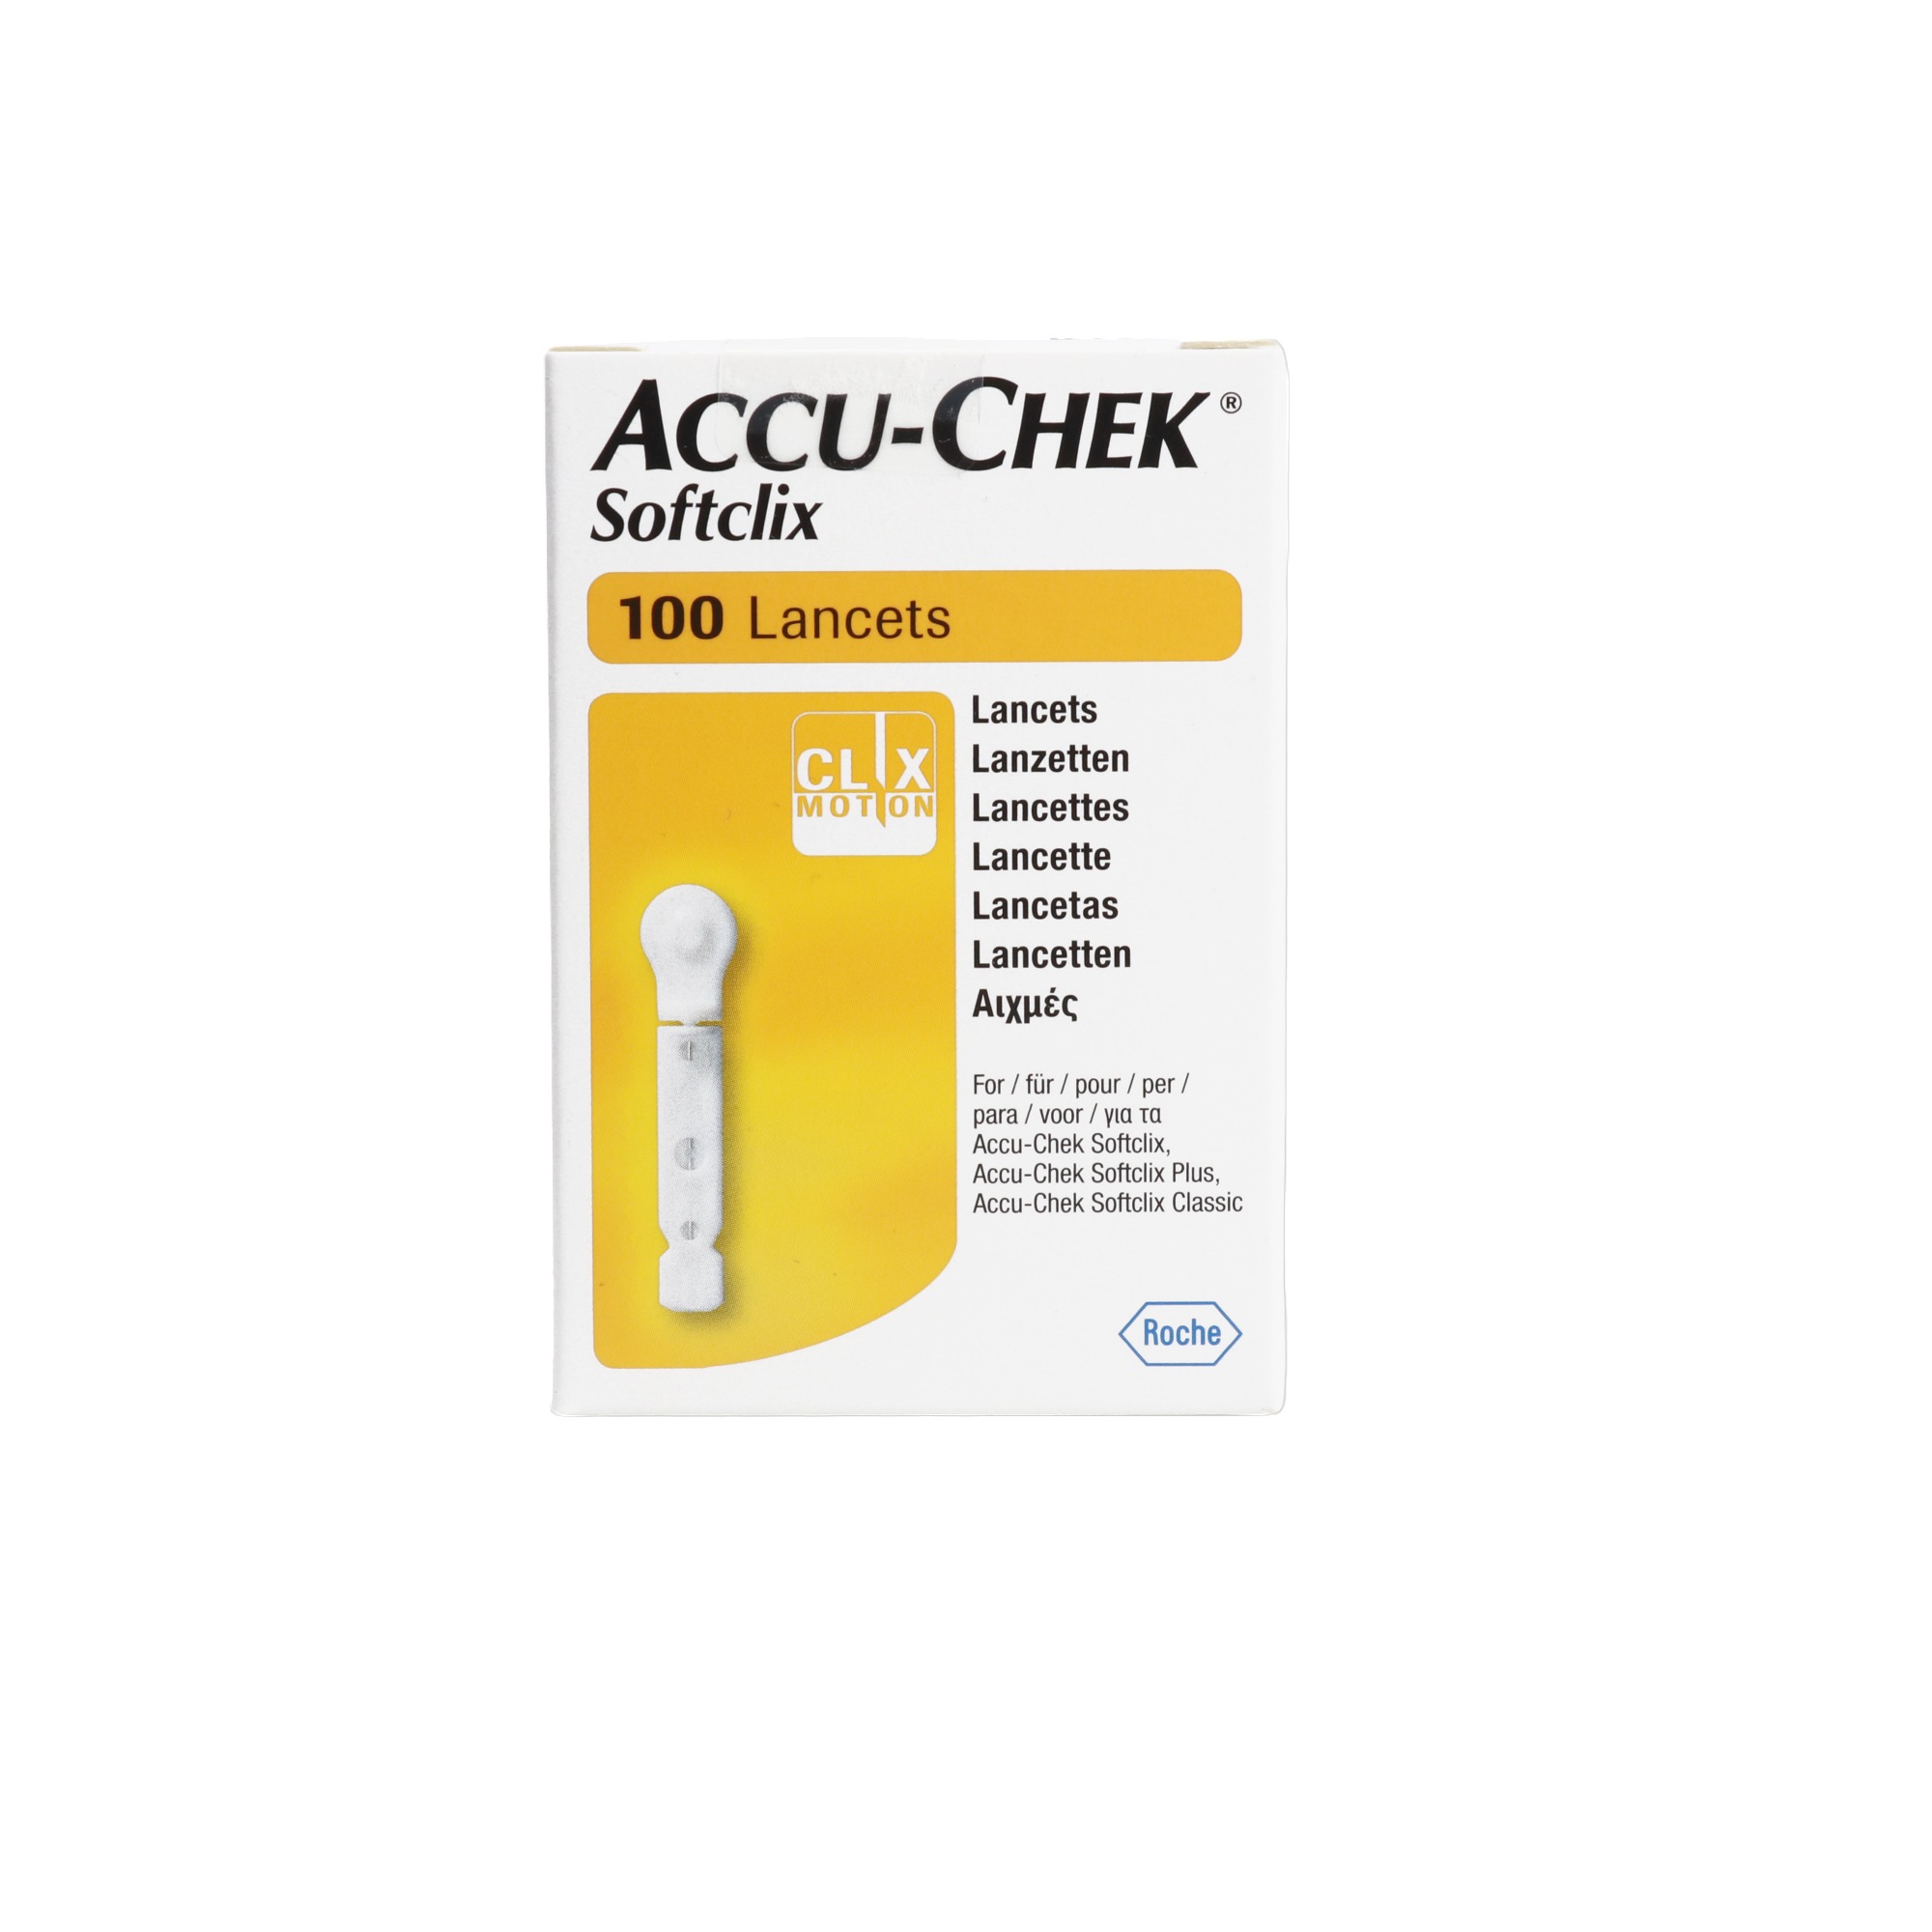 ACCU-CHEK®
Softclix
100 Lancets
CLIX
MOTION
Lancets
Lanzetten
Lancettes
Lancette
Lancetas
Lancetten
Αιχμές
For / für / pour / per /
para / voor / για τα
Accu-Chek Softclix,
Accu-Chek Softclix Plus,
Accu-Chek Softclix Classic
Roche